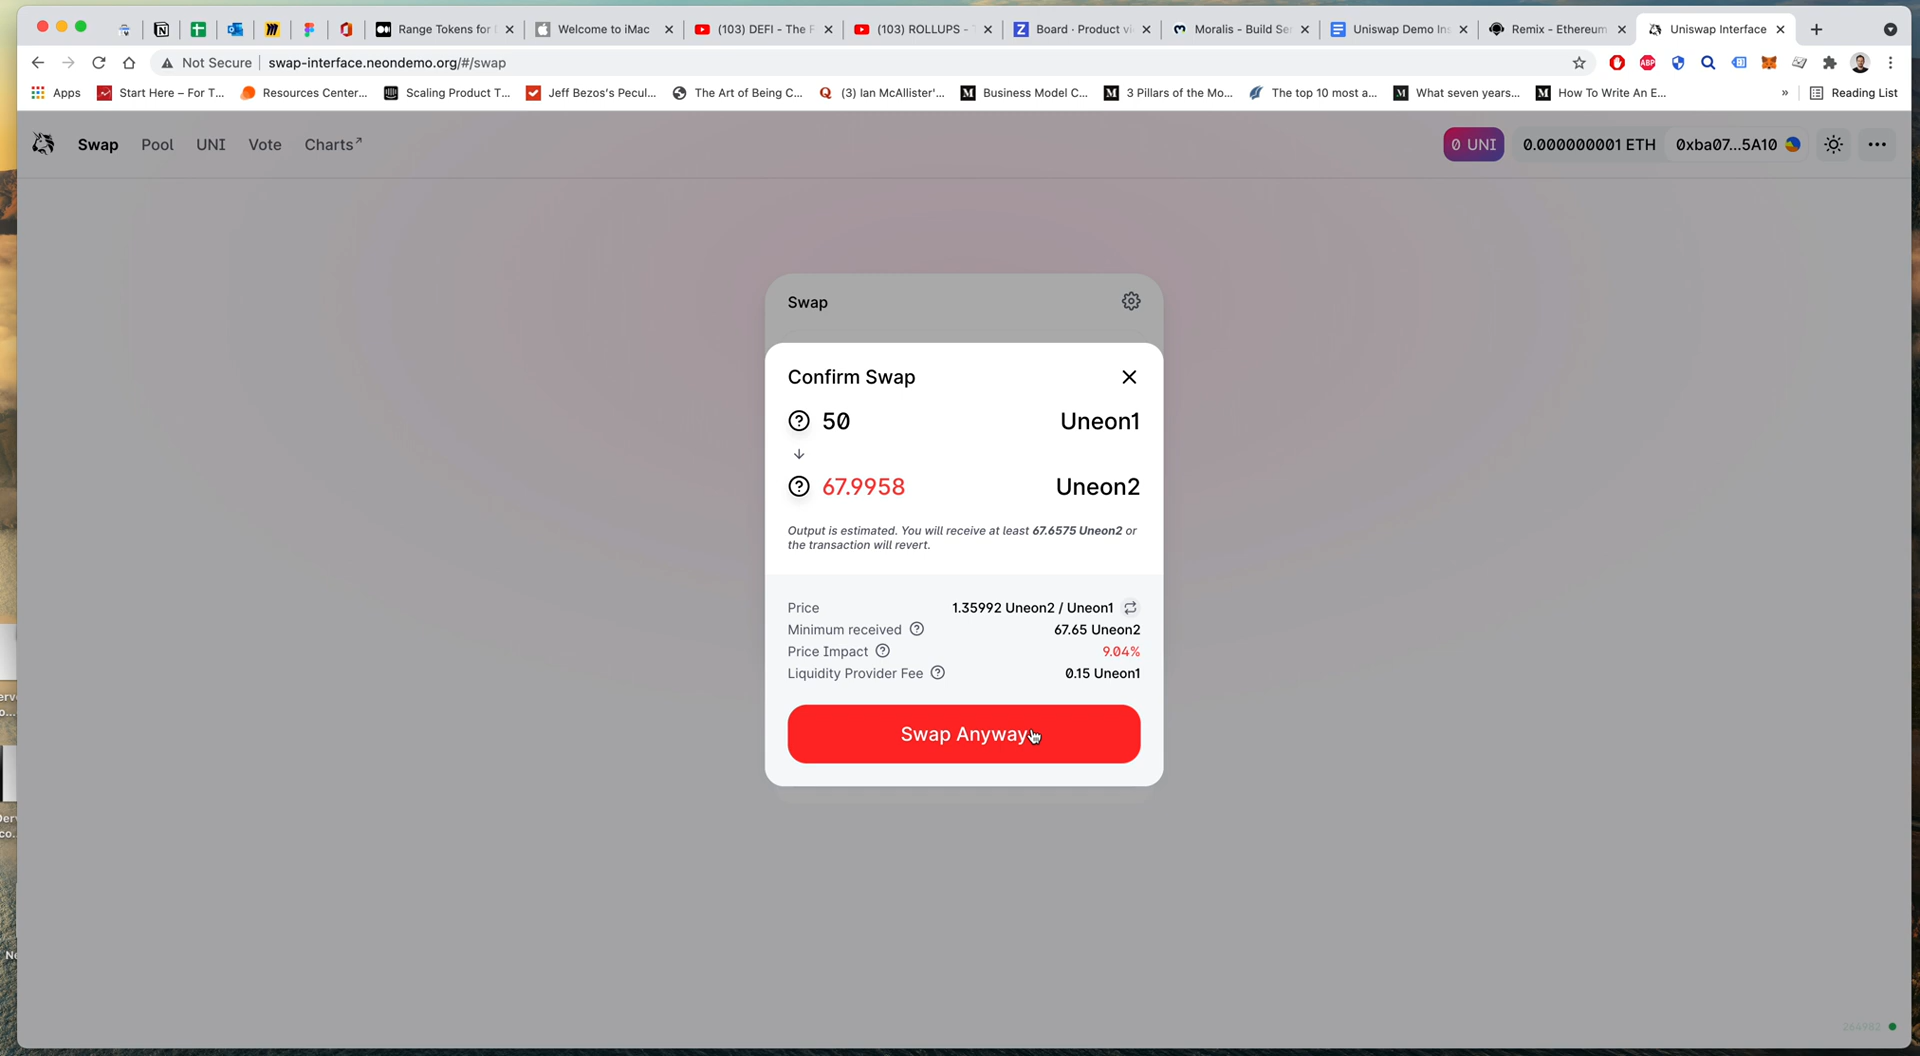 Range Tokens for
Welcome to iMac
(103) DEFI - The F
(103) ROLLUPS -
Board · Product vi
Moralis - Build Ser
Uniswap Demo Ins
Remix - Ethereum
Uniswap Interface
Not Secure
swap-interface.neondemo.org/#/swap
ABP
Apps
Start Here – For T...
Resources Center...
Scaling Product T...
Jeff Bezos's Pecul...
The Art of Being C...
(3) Ian McAllister'...
Business Model C...
3 Pillars of the Mo...
The top 10 most a...
What seven years...
How To Write An E...
»
Reading List
Swap
Pool
UNI
Vote
Charts↗
0 UNI
0.000000001 ETH
0xba07...5A10
Swap
Confirm Swap
50
Uneon1
67.9958
Uneon2
Output is estimated. You will receive at least 67.6575 Uneon2 or
the transaction will revert.
Price
1.35992 Uneon2 / Uneon1
Minimum received
67.65 Uneon2
Price Impact
9.04%
Liquidity Provider Fee
0.15 Uneon1
Swap Anyway
264982